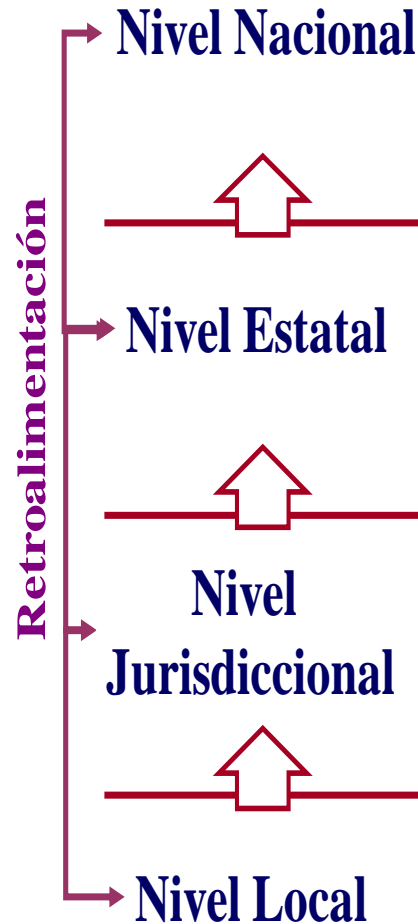 Nivel Nacional
Retroalimentación
Nivel Estatal
Nivel
Jurisdiccional
Nivel Local